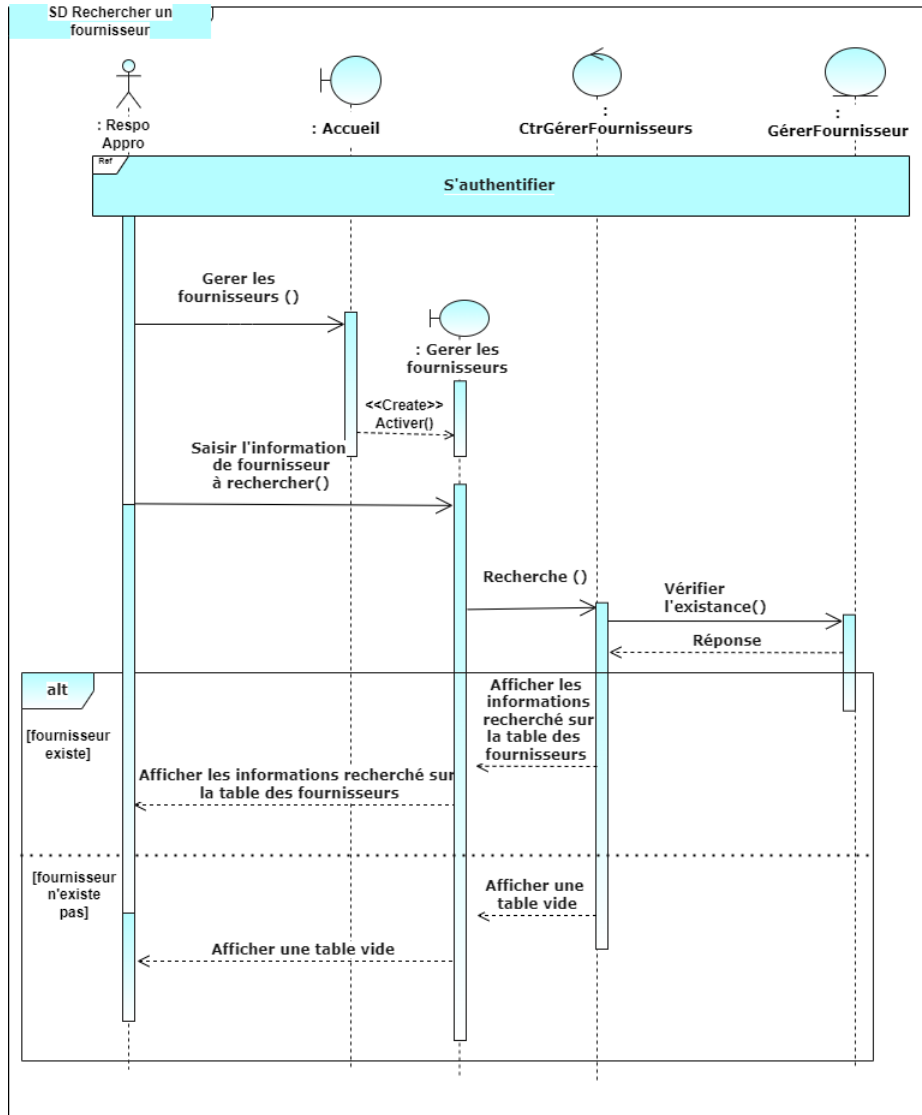 SD Rechercher un
fournisseur
: Respo
Appro
: Accueil
:
CtrGérerFournisseurs
:
GérerFournisseur
Ref
S'authentifier
Gerer les
fournisseurs ()
: Gerer les
fournisseurs
<<Create>>
Activer()
Saisir l'information
de fournisseur
à rechercher()
Recherche ()
Vérifier
l'existance()
Réponse
alt
[fournisseur
existe]
Afficher les
informations
recherché sur
la table des
fournisseurs
Afficher les informations recherché sur
la table des fournisseurs
[fournisseur
n'existe
pas]
Afficher une
table vide
Afficher une table vide